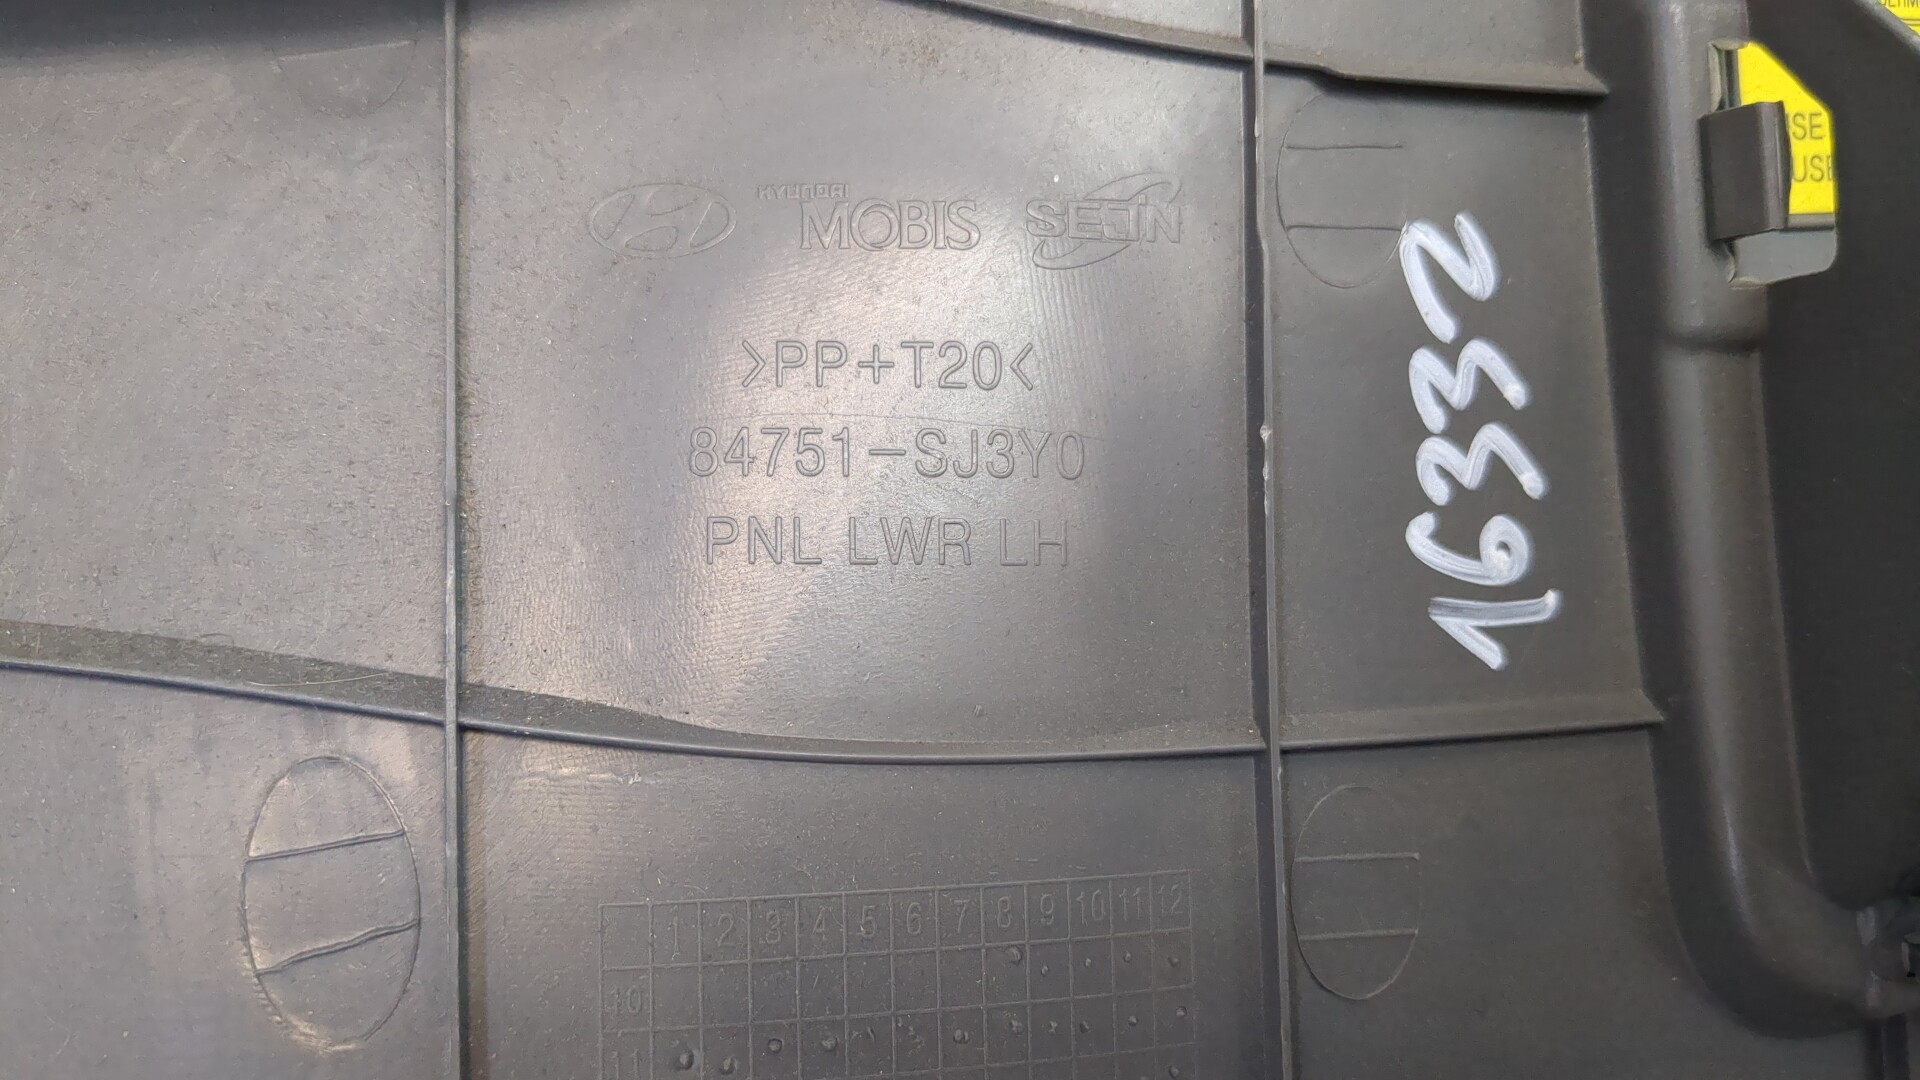 HYUNDAI
MOBIS
SEJIN
>PP+T20<
84751-SJ3Y0
PNL LWR LH
16332
1 2 3 4 5 6 7 8 9 10 11 12
10
11